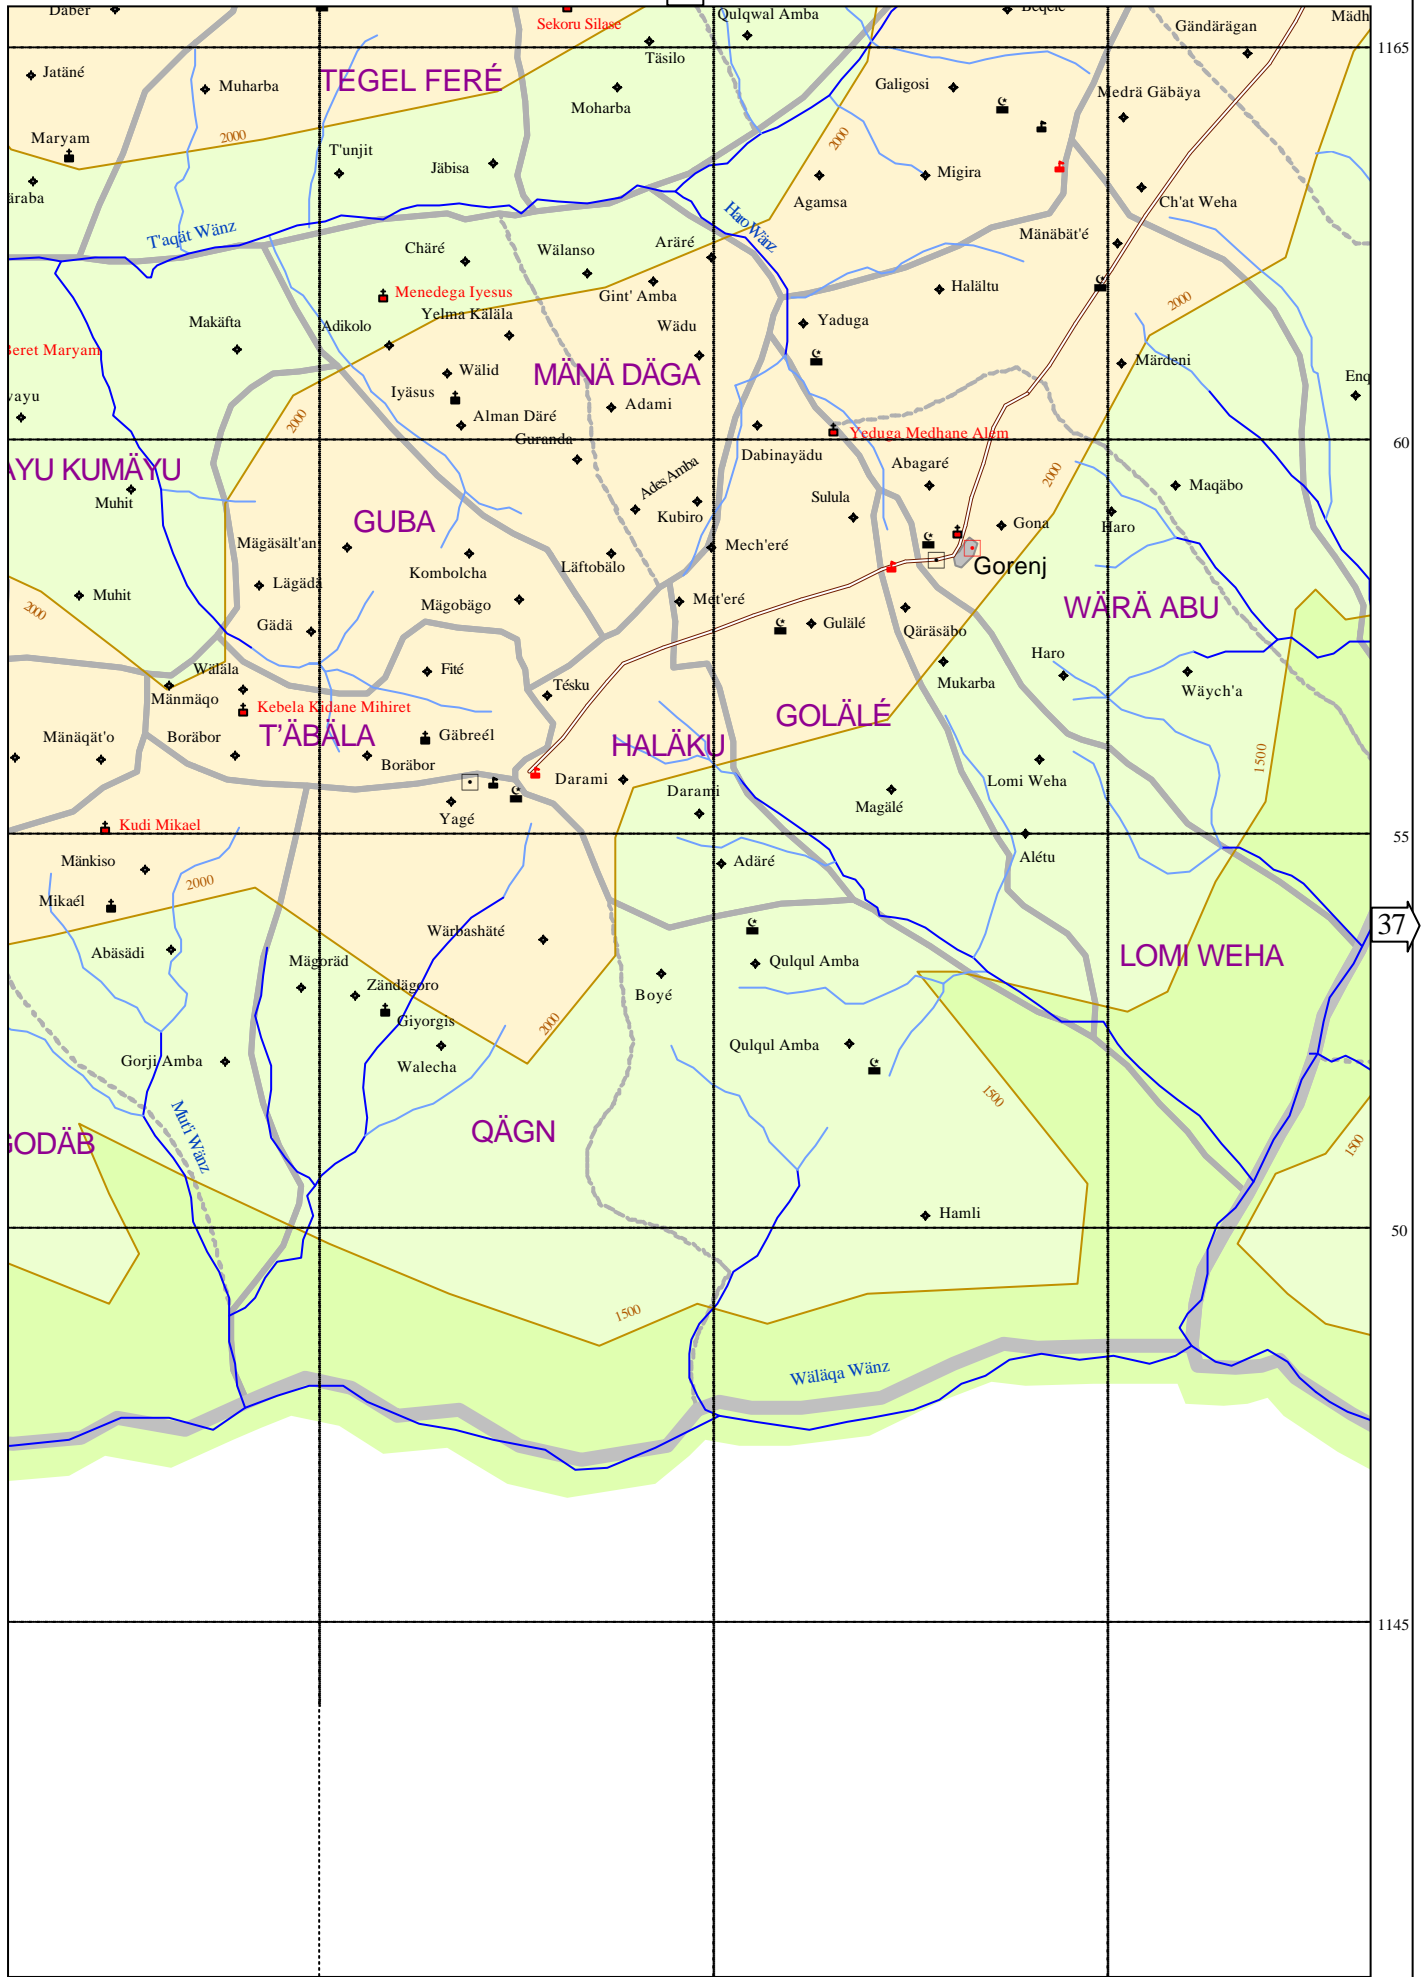 Daber
Sekoru Silase
Qulqwal Amba
Beqele
Gändärägan
Mädh
1165
Täsilo
Jatäné
Muharba
TEGEL FERÉ
Moharba
Galigosi
Medrä Gäbäya
2000
2000
Maryam
T'unjit
Jäbisa
Agamsa
Migira
Ch'at Weha
äraba
T'aqät Wänz
Haro Wänz
Mänäbät'é
Chäré
Wälanso
Aräré
Menedega Iyesus
Gint' Amba
Halältu
2000
Makäfta
Adikolo
Yelma Käläla
Wädu
Yaduga
Beret Maryam
Wälid
MÄNÄ DÄGA
Märdeni
Enq
wayu
Iyäsus
Adami
2000
Alman Däré
Guranda
Yeduga Medhane Alem
60
AYU KUMÄYU
Dabinayädu
Abagaré
2000
Muhit
Ades Amba
Sulula
Maqäbo
GUBA
Kubiro
Gona
Haro
Mägäsält'an
Mech'eré
Kombolcha
Läftobälo
Gorenj
Lägädä
Muhit
2000
Mägobägo
Met'eré
WÄRÄ ABU
Gädä
Gulälé
Qäräsäbo
Haro
Wäläla
Fité
Mukarba
Wäych'a
Mänmäqo
Tésku
Kebela Kidane Mihiret
GOLÄLÉ
Mänäqät'o
Boräbor
T'ÄBÄLA
Gäbreél
HALÄKU
1500
Boräbor
Darami
Lomi Weha
Yagé
Darami
Magälé
Kudi Mikael
55
Alétu
Mänkiso
Adäré
2000
Mikaél
37
Wärbashäté
Abäsädi
LOMI WEHA
Mägoräd
Qulqul Amba
Zändägoro
Boyé
Giyorgis
2000
Gorji Amba
Walecha
Qulqul Amba
1500
Mut'i Wänz
QÄGN
GODÄB
1500
Hamli
50
1500
Wäläqa Wänz
1145